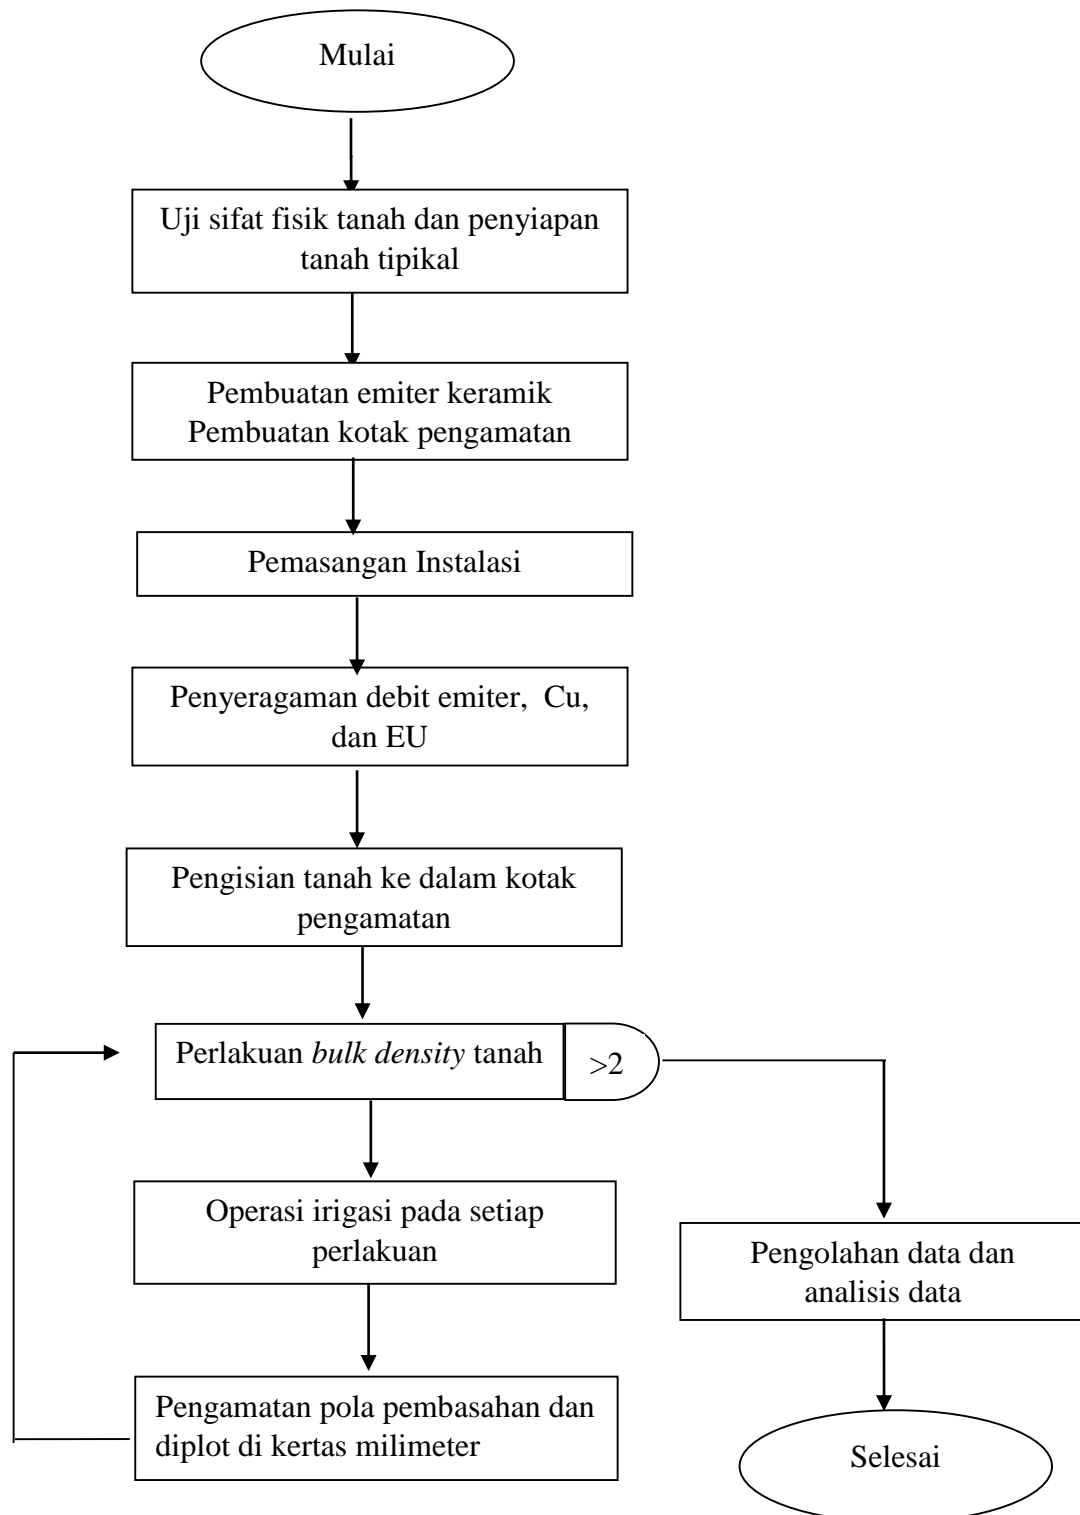 Mulai
Uji sifat fisik tanah dan penyiapan
tanah tipikal
Pembuatan emiter keramik
Pembuatan kotak pengamatan
Pemasangan Instalasi
Penyeragaman debit emiter,  Cu,
dan EU
Pengisian tanah ke dalam kotak
pengamatan
Perlakuan bulk density tanah
>2
Operasi irigasi pada setiap
perlakuan
Pengamatan pola pembasahan dan
diplot di kertas milimeter
Pengolahan data dan
analisis data
Selesai